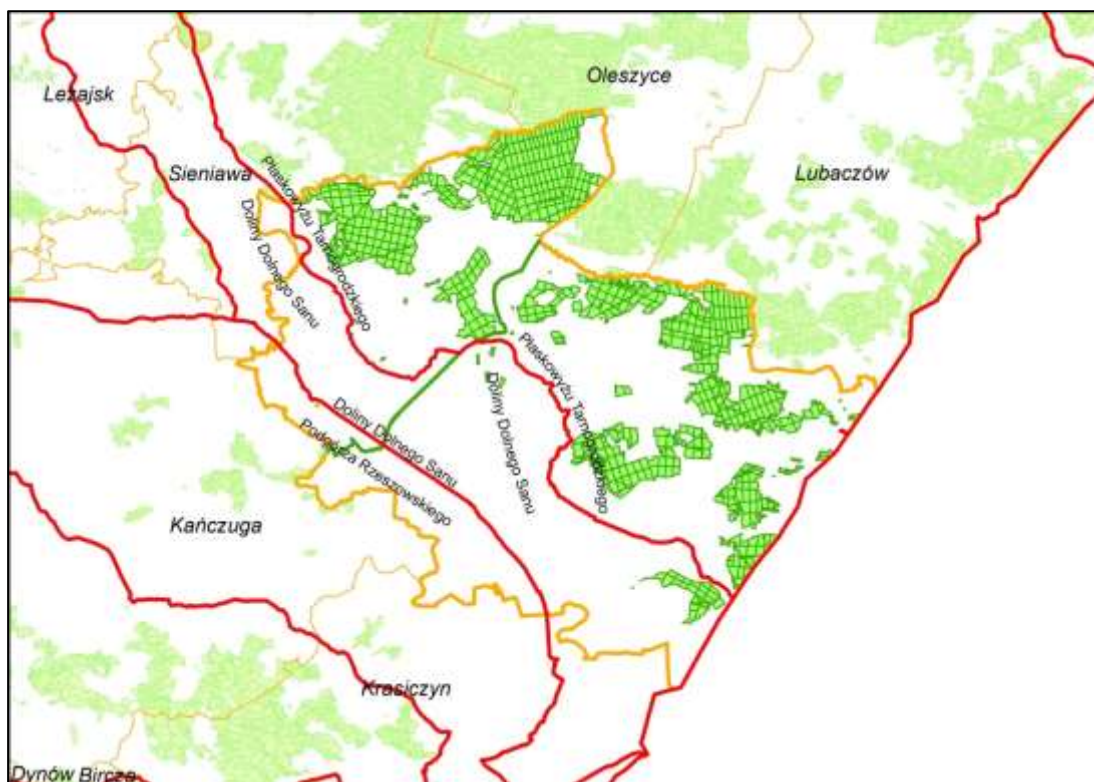 Oleszyce
Leżajsk
Sieniawa
Lubaczów
Płaskowyżu Tarnogrodzkiego
Doliny Dolnego Sanu
Płaskowyżu Tarnogrodzkiego
Doliny Dolnego Sanu
Doliny Dolnego Sanu
Podgórza Rzeszowskiego
Kańczuga
Krasiczyn
Dynów Bircza